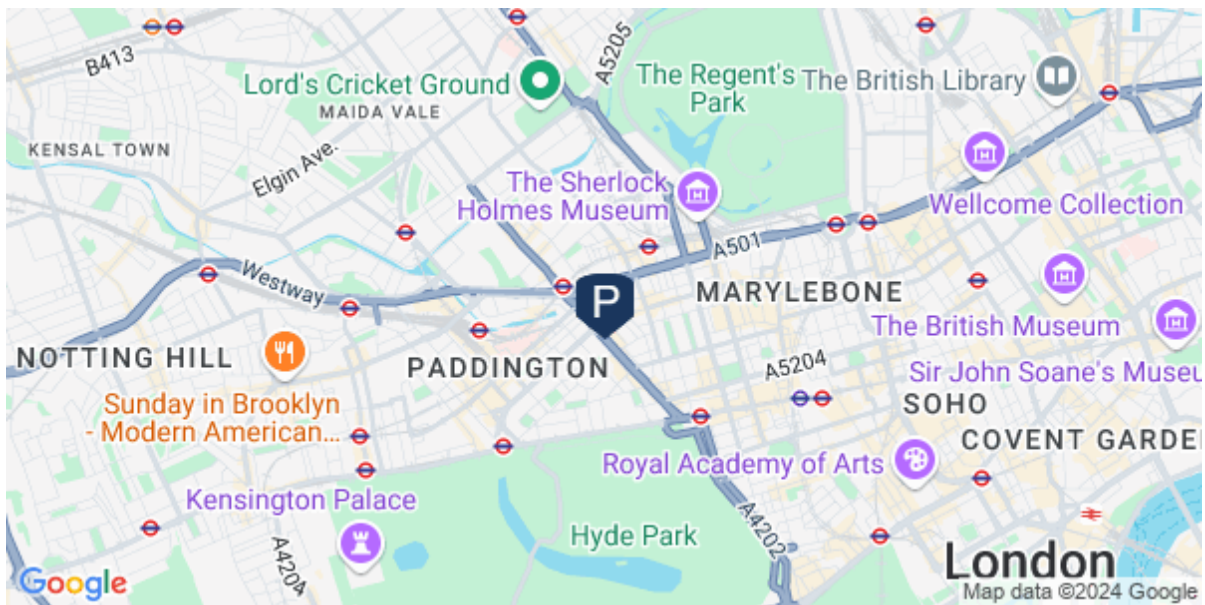 B413
A5205
Lord's Cricket Ground
The Regent's
Park
The British Library
MAIDA VALE
KENSAL TOWN
Elgin Ave.
The Sherlock
Holmes Museum
Wellcome Collection
A501
Westway
P
MARYLEBONE
The British Museum
NOTTING HILL
PADDINGTON
A5204
Sir John Soane's Museu
Sunday in Brooklyn
- Modern American...
SOHO
COVENT GARDE
Royal Academy of Arts
Kensington Palace
A4202
Hyde Park
A4204
London
Google
Map data ©2024 Google